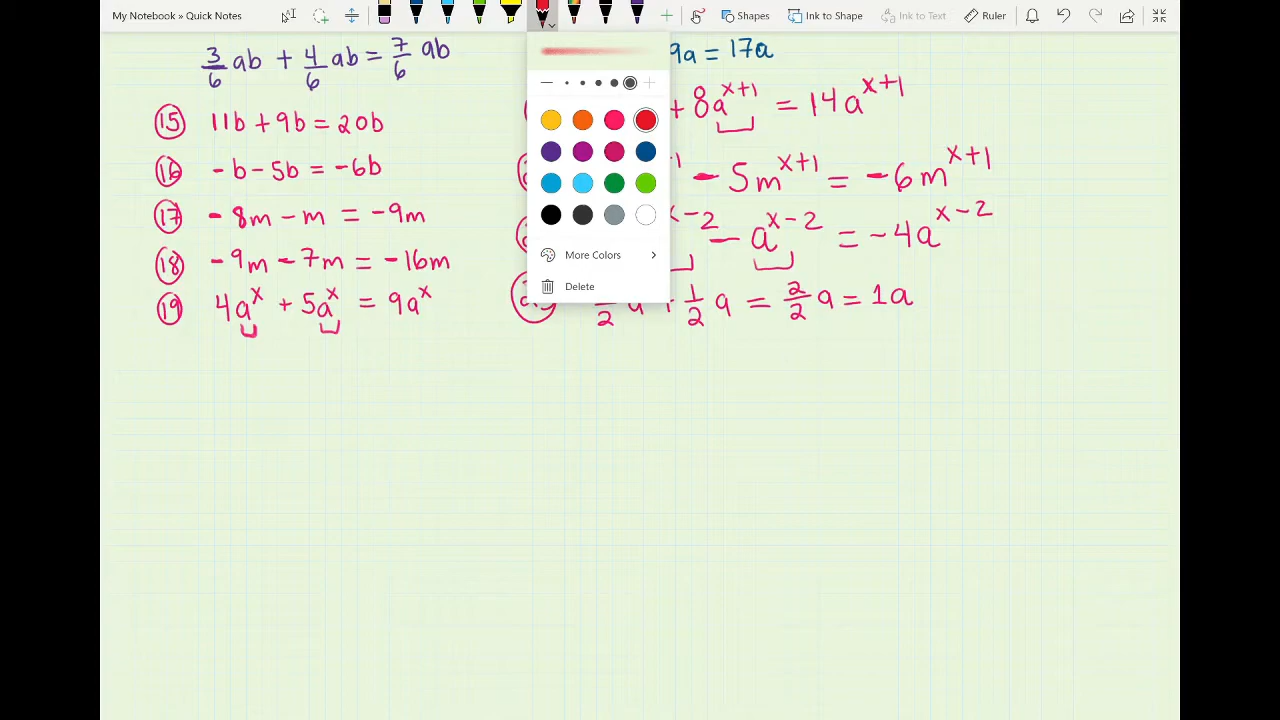 My Notebook » Quick Notes
Shapes
Ink to Shape
Ink to Text
Ruler
3/6 ab + 4/6 ab = 7/6 ab
9a = 17a
15 11b + 9b = 20b
+ 8a^(x+1) = 14a^(x+1)
16 -b - 5b = -6b
- 5m^(x+1) = -6m^(x+1)
17 -8m - m = -9m
x-2 - a^(x-2) = -4a^(x-2)
18 -9m - 7m = -16m
19 4a^x + 5a^x = 9a^x
1/2 a = 2/2 a = 1a
More Colors
Delete